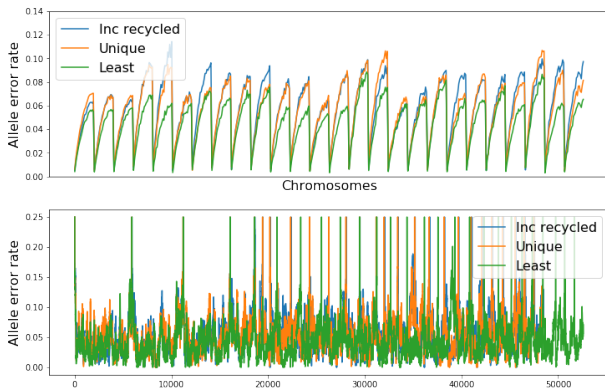 0.14
0.12
0.10
0.08
0.06
0.04
0.02
0.00
Allele error rate
Inc recycled
Unique
Least
Chromosomes
0.25
0.20
0.15
0.10
0.05
0.00
Allele error rate
Inc recycled
Unique
Least
0 10000 20000 30000 40000 50000